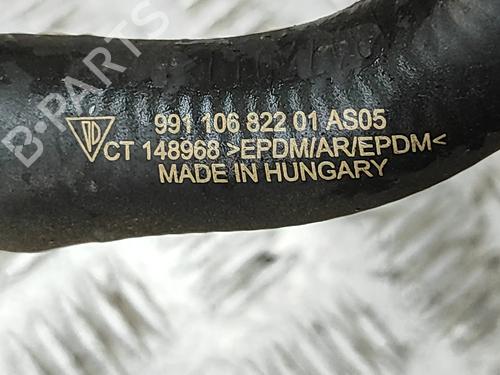 B-PARTS
991 106 822 01 AS05
CT 148968 >EPDM/AR/EPDM<
MADE IN HUNGARY